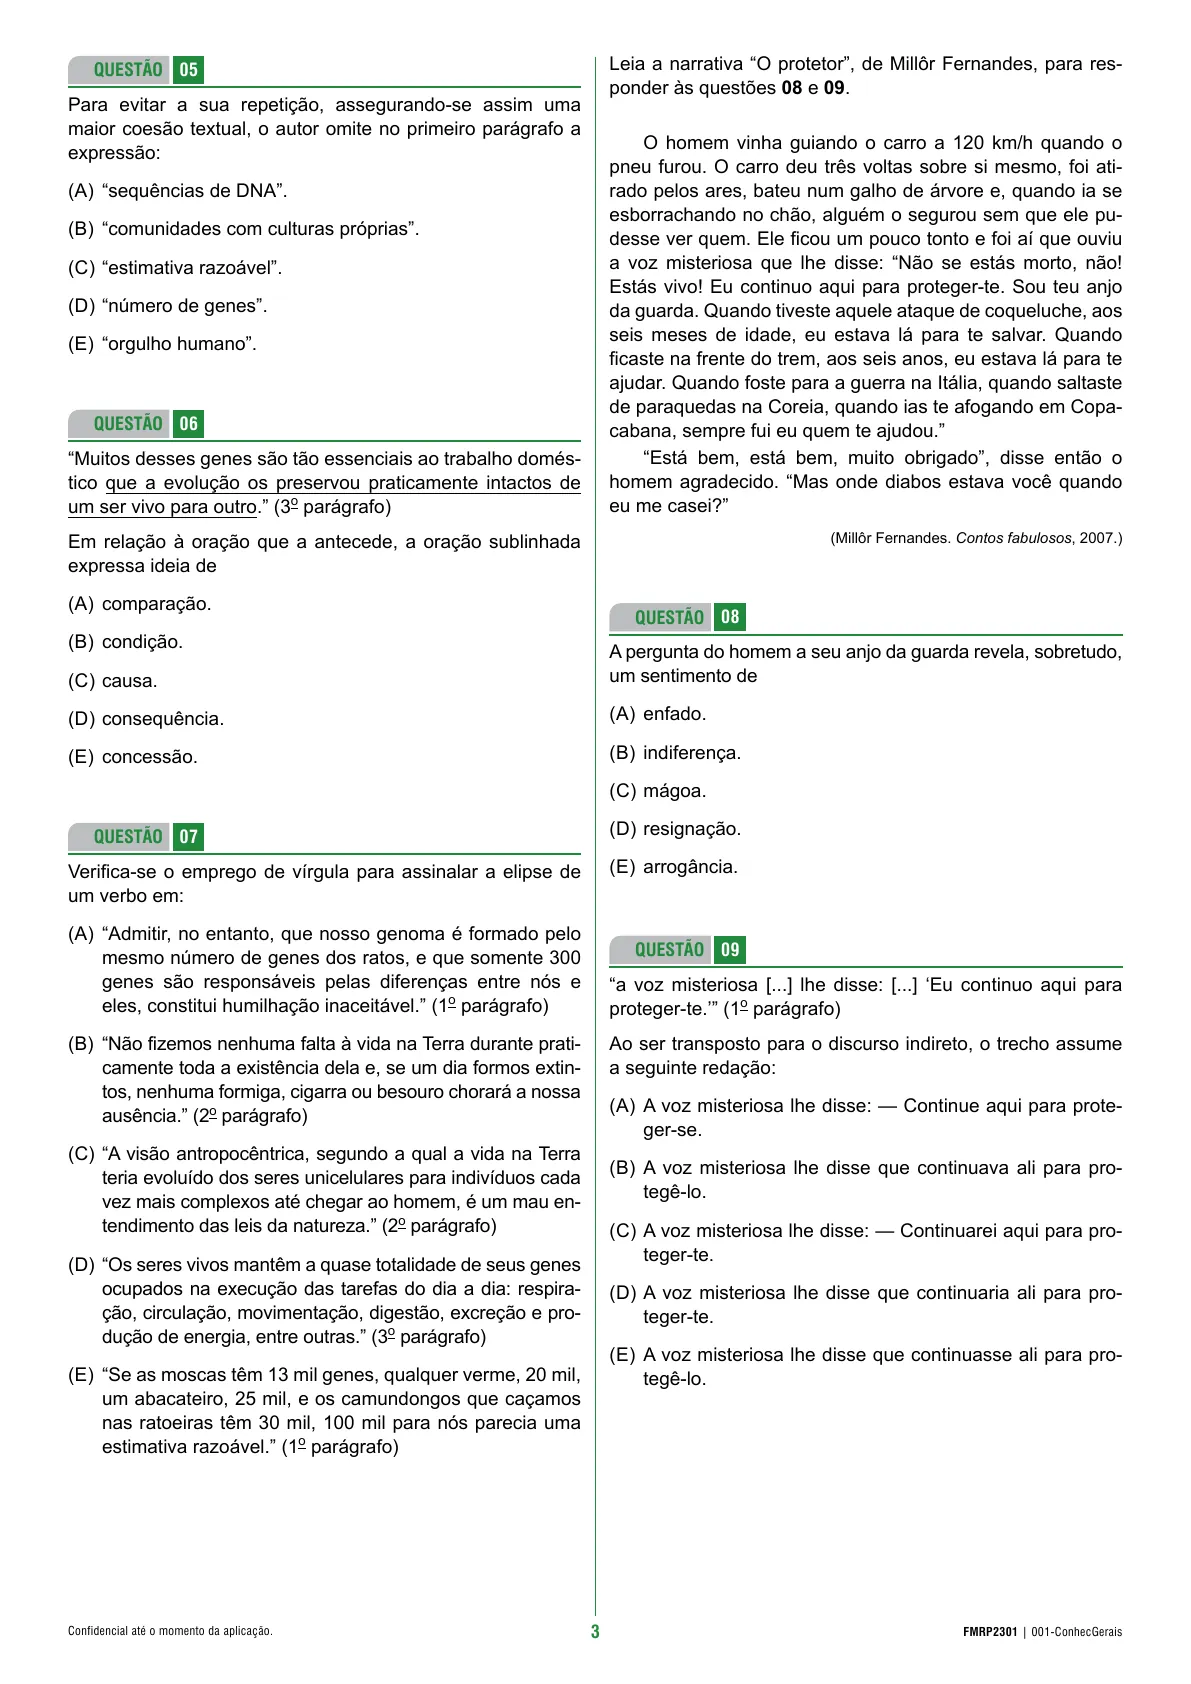 QUESTÃO 05
Para evitar a sua repetição, assegurando-se assim uma
maior coesão textual, o autor omite no primeiro parágrafo a
expressão:
(A) “sequências de DNA”.
(B) “comunidades com culturas próprias”.
(C) “estimativa razoável”.
(D) “número de genes”.
(E) “orgulho humano”.
QUESTÃO 06
“Muitos desses genes são tão essenciais ao trabalho domés-
tico que a evolução os preservou praticamente intactos de
um ser vivo para outro.” (3º parágrafo)
Em relação à oração que a antecede, a oração sublinhada
expressa ideia de
(A) comparação.
(B) condição.
(C) causa.
(D) consequência.
(E) concessão.
QUESTÃO 07
Verifica-se o emprego de vírgula para assinalar a elipse de
um verbo em:
(A) “Admitir, no entanto, que nosso genoma é formado pelo
mesmo número de genes dos ratos, e que somente 300
genes são responsáveis pelas diferenças entre nós e
eles, constitui humilhação inaceitável.” (1º parágrafo)
(B) “Não fizemos nenhuma falta à vida na Terra durante prati-
camente toda a existência dela e, se um dia formos extin-
tos, nenhuma formiga, cigarra ou besouro chorará a nossa
ausência.” (2º parágrafo)
(C) “A visão antropocêntrica, segundo a qual a vida na Terra
teria evoluído dos seres unicelulares para indivíduos cada
vez mais complexos até chegar ao homem, é um mau en-
tendimento das leis da natureza.” (2º parágrafo)
(D) “Os seres vivos mantêm a quase totalidade de seus genes
ocupados na execução das tarefas do dia a dia: respira-
ção, circulação, movimentação, digestão, excreção e pro-
dução de energia, entre outras.” (3º parágrafo)
(E) “Se as moscas têm 13 mil genes, qualquer verme, 20 mil,
um abacateiro, 25 mil, e os camundongos que caçamos
nas ratoeiras têm 30 mil, 100 mil para nós parecia uma
estimativa razoável.” (1º parágrafo)
Leia a narrativa “O protetor”, de Millôr Fernandes, para res-
ponder às questões 08 e 09.
O homem vinha guiando o carro a 120 km/h quando o
pneu furou. O carro deu três voltas sobre si mesmo, foi ati-
rado pelos ares, bateu num galho de árvore e, quando ia se
esborrachando no chão, alguém o segurou sem que ele pu-
desse ver quem. Ele ficou um pouco tonto e foi aí que ouviu
a voz misteriosa que lhe disse: “Não se estás morto, não!
Estás vivo! Eu continuo aqui para proteger-te. Sou teu anjo
da guarda. Quando tiveste aquele ataque de coqueluche, aos
seis meses de idade, eu estava lá para te salvar. Quando
ficaste na frente do trem, aos seis anos, eu estava lá para te
ajudar. Quando foste para a guerra na Itália, quando saltaste
de paraquedas na Coreia, quando ias te afogando em Copa-
cabana, sempre fui eu quem te ajudou.”
“Está bem, está bem, muito obrigado”, disse então o
homem agradecido. “Mas onde diabos estava você quando
eu me casei?”
(Millôr Fernandes. Contos fabulosos, 2007.)
QUESTÃO 08
A pergunta do homem a seu anjo da guarda revela, sobretudo,
um sentimento de
(A) enfado.
(B) indiferença.
(C) mágoa.
(D) resignação.
(E) arrogância.
QUESTÃO 09
“a voz misteriosa [...] lhe disse: [...] ‘Eu continuo aqui para
proteger-te.’” (1º parágrafo)
Ao ser transposto para o discurso indireto, o trecho assume
a seguinte redação:
(A) A voz misteriosa lhe disse: — Continue aqui para prote-
ger-se.
(B) A voz misteriosa lhe disse que continuava ali para pro-
tegê-lo.
(C) A voz misteriosa lhe disse: — Continuarei aqui para pro-
teger-te.
(D) A voz misteriosa lhe disse que continuaria ali para pro-
teger-te.
(E) A voz misteriosa lhe disse que continuasse ali para pro-
tegê-lo.
Confidencial até o momento da aplicação.
3
FMRP2301 | 001-ConhecGerais